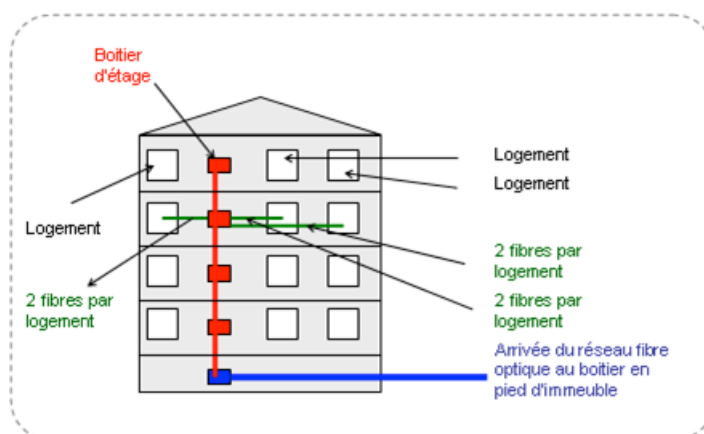 Boitier
d'étage
Logement
Logement
Logement
2 fibres par
logement
2 fibres par
logement
2 fibres par
logement
Arrivée du réseau fibre
optique au boitier en
pied d'immeuble